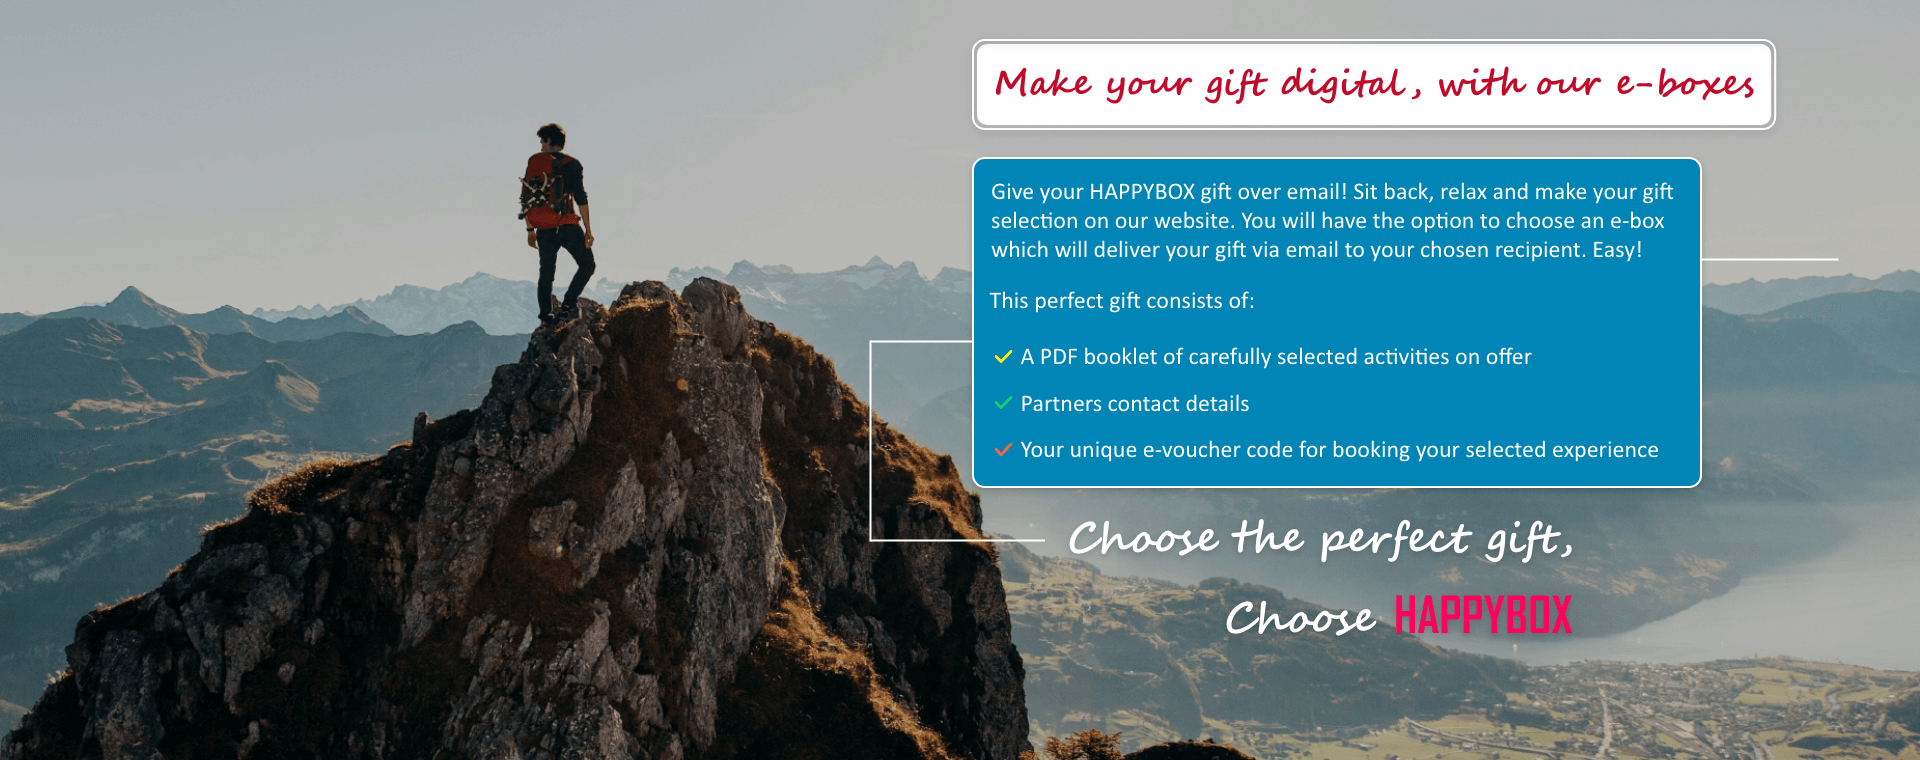 Make your gift digital, with our e-boxes
Give your HAPPYBOX gift over email! Sit back, relax and make your gift
selection on our website. You will have the option to choose an e-box
which will deliver your gift via email to your chosen recipient. Easy!
This perfect gift consists of:
A PDF booklet of carefully selected activities on offer
Partners contact details
Your unique e-voucher code for booking your selected experience
Choose the perfect gift,
Choose HAPPYBOX